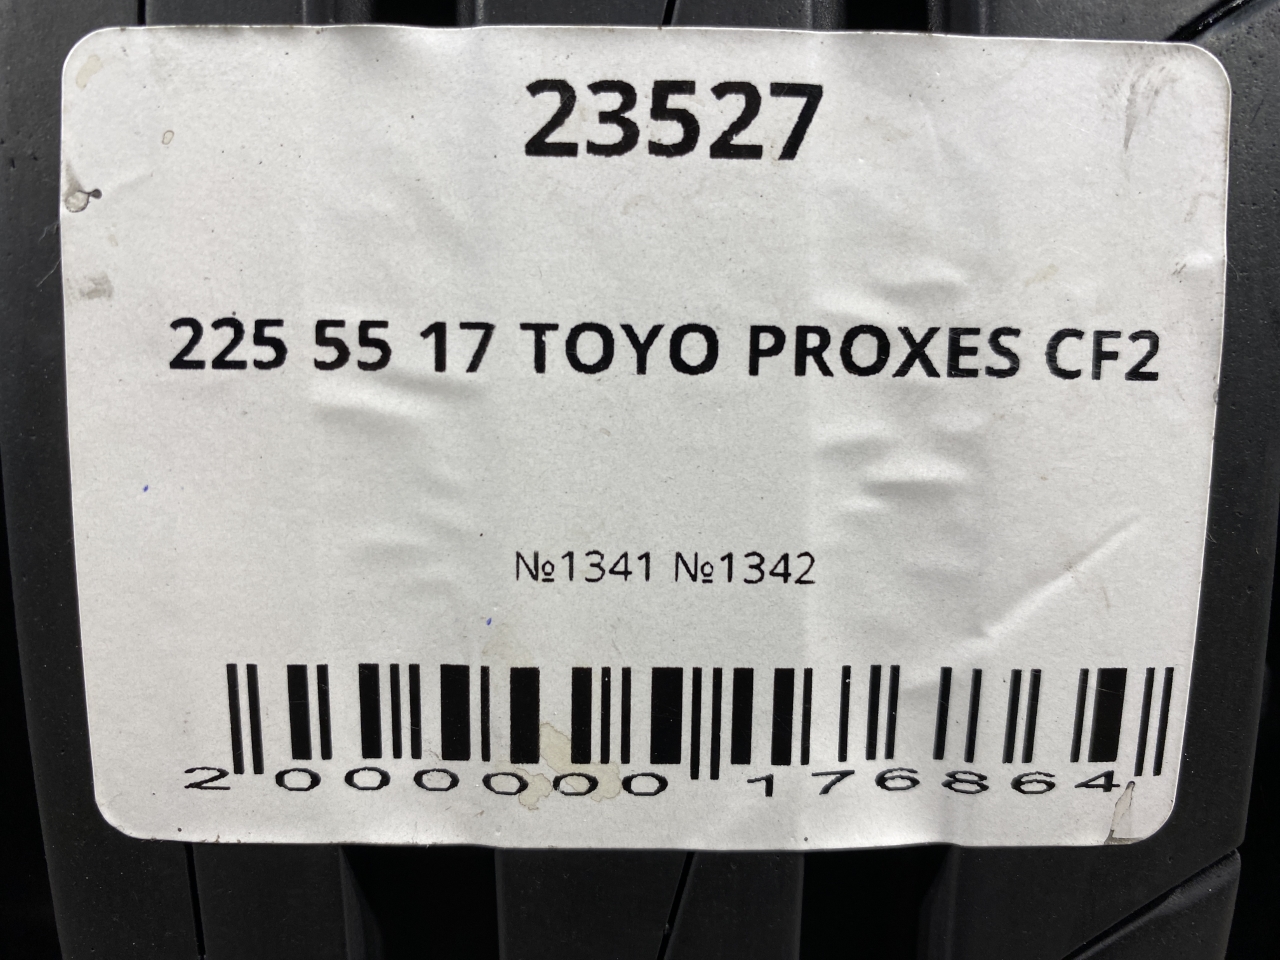 23527
225 55 17 TOYO PROXES CF2
№1341 №1342
2 000000 176864